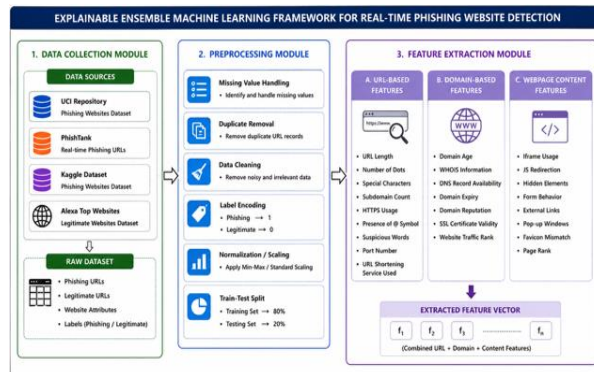 EXPLAINABLE ENSEMBLE MACHINE LEARNING FRAMEWORK FOR REAL-TIME PHISHING WEBSITE DETECTION
1. DATA COLLECTION MODULE
DATA SOURCES
UCI Repository
Phishing Websites Dataset
PhishTank
Real-time Phishing URLs
Kaggle Dataset
Phishing Websites Dataset
Alexa Top Websites
Legitimate Websites Dataset
RAW DATASET
• Phishing URLs
• Legitimate URLs
• Website Attributes
• Labels (Phishing / Legitimate)
2. PREPROCESSING MODULE
Missing Value Handling
• Identify and handle missing values
Duplicate Removal
• Remove duplicate URL records
Data Cleaning
• Remove noisy and irrelevant data
Label Encoding
• Phishing → 1
• Legitimate → 0
Normalization / Scaling
• Apply Min-Max / Standard Scaling
Train-Test Split
• Training Set → 80%
• Testing Set → 20%
3. FEATURE EXTRACTION MODULE
A. URL-BASED
FEATURES
https://www
• URL Length
• Number of Dots
• Special Characters
• Subdomain Count
• HTTPS Usage
• Presence of @ Symbol
• Suspicious Words
• Port Number
• URL Shortening
Service Used
B. DOMAIN-BASED
FEATURES
WWW
• Domain Age
• WHOIS Information
• DNS Record Availability
• Domain Expiry
• Domain Reputation
• SSL Certificate Validity
• Website Traffic Rank
C. WEBPAGE CONTENT
FEATURES
</>
• Iframe Usage
• JS Redirection
• Hidden Elements
• Form Behavior
• External Links
• Pop-up Windows
• Favicon Mismatch
• Page Rank
EXTRACTED FEATURE VECTOR
f1 f2 f3 .................. fn
(Combined URL + Domain + Content Features)